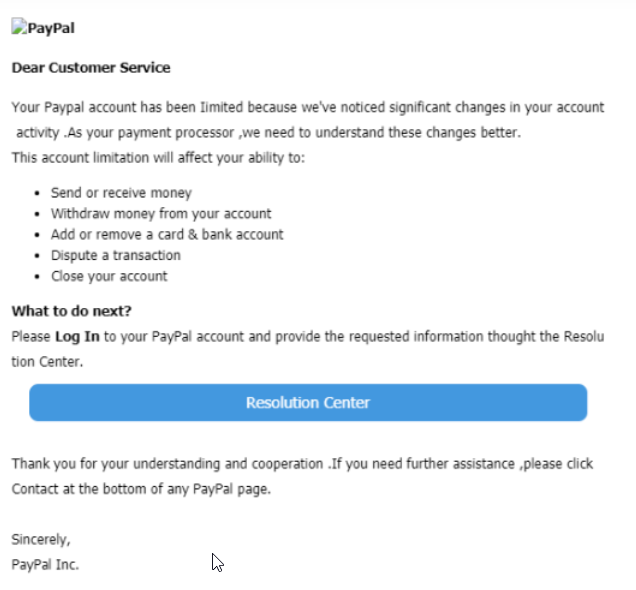 PayPal
Dear Customer Service
Your Paypal account has been Iimited because we've noticed significant changes in your account
activity .As your payment processor ,we need to understand these changes better.
This account limitation will affect your ability to:
• Send or receive money
• Withdraw money from your account
• Add or remove a card & bank account
• Dispute a transaction
• Close your account
What to do next?
Please Log In to your PayPal account and provide the requested information thought the Resolu
tion Center.
Resolution Center
Thank you for your understanding and cooperation .If you need further assistance ,please click
Contact at the bottom of any PayPal page.
Sincerely,
PayPal Inc.